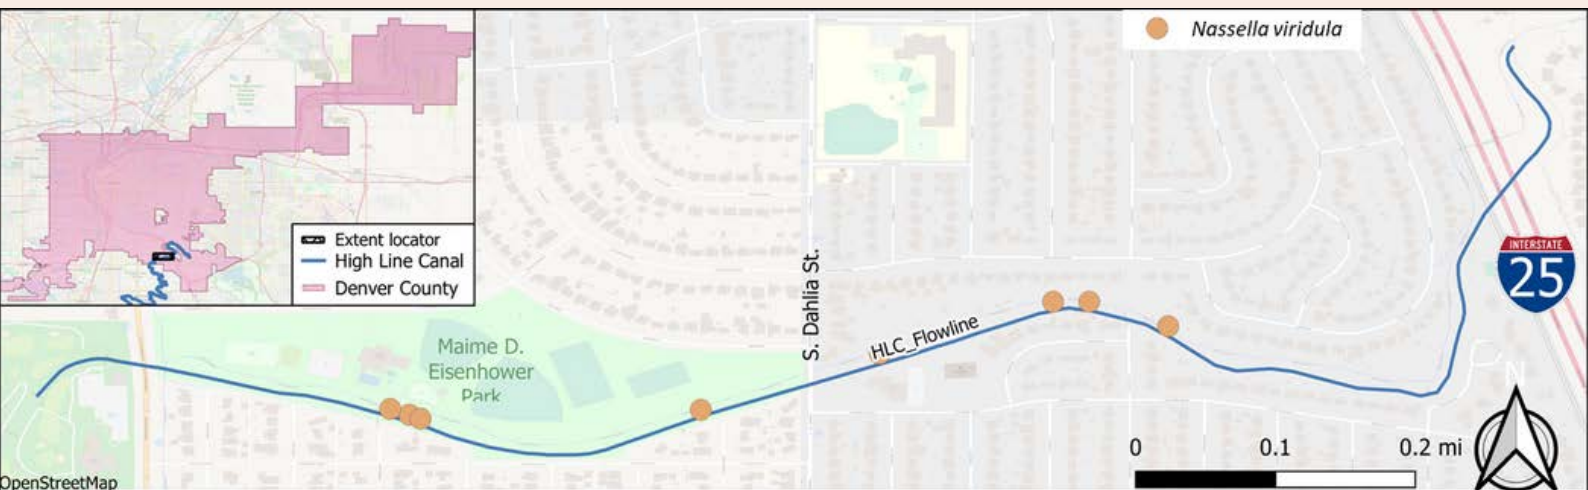 Nassella viridula
Extent locator
High Line Canal
Denver County
S. Dahlia St.
INTERSTATE
25
HLC_Flowline
Maime D.
Eisenhower
Park
0 0.1 0.2 mi
OpenStreetMap